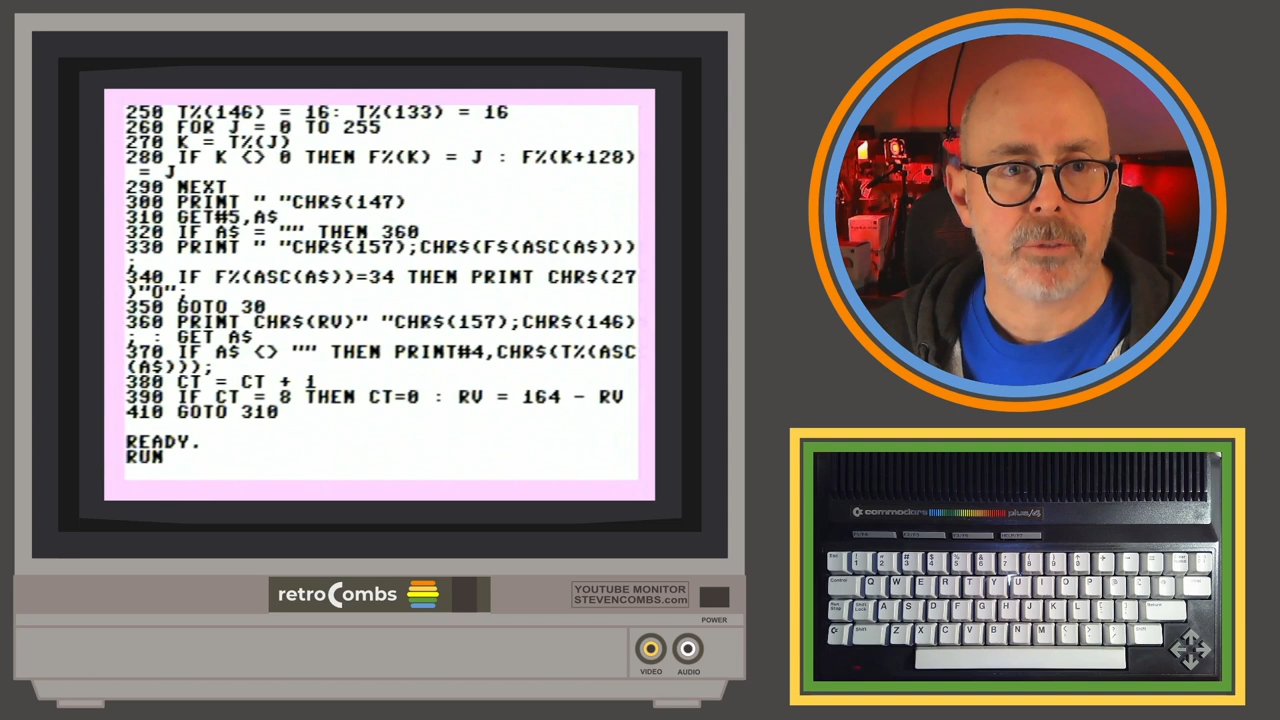 250 T%(146) = 16: T%(133) = 16
260 FOR J = 0 TO 255
270 K = T%(J)
280 IF K <> 0 THEN F%(K) = J : F%(K+128)
 = J
290 NEXT
300 PRINT " "CHR$(147)
310 GET#5,A$
320 IF A$ = "" THEN 360
330 PRINT " "CHR$(157);CHR$(F$(ASC(A$)))
;
340 IF F%(ASC(A$))=34 THEN PRINT CHR$(27
)"O";
350 GOTO 30
360 PRINT CHR$(RV)" "CHR$(157);CHR$(146)
; : GET A$
370 IF A$ <> "" THEN PRINT#4,CHR$(T%(ASC
(A$)));
380 CT = CT + 1
390 IF CT = 8 THEN CT=0 : RV = 164 - RV
410 GOTO 310
READY.
RUN
retroCombs
YOUTUBE MONITOR
STEVENCOMBS.com
POWER
VIDEO
AUDIO
commodore plus/4
Control Q W E R T Y U I O P
A S D F G H J K L
Shift Z X C V B N M